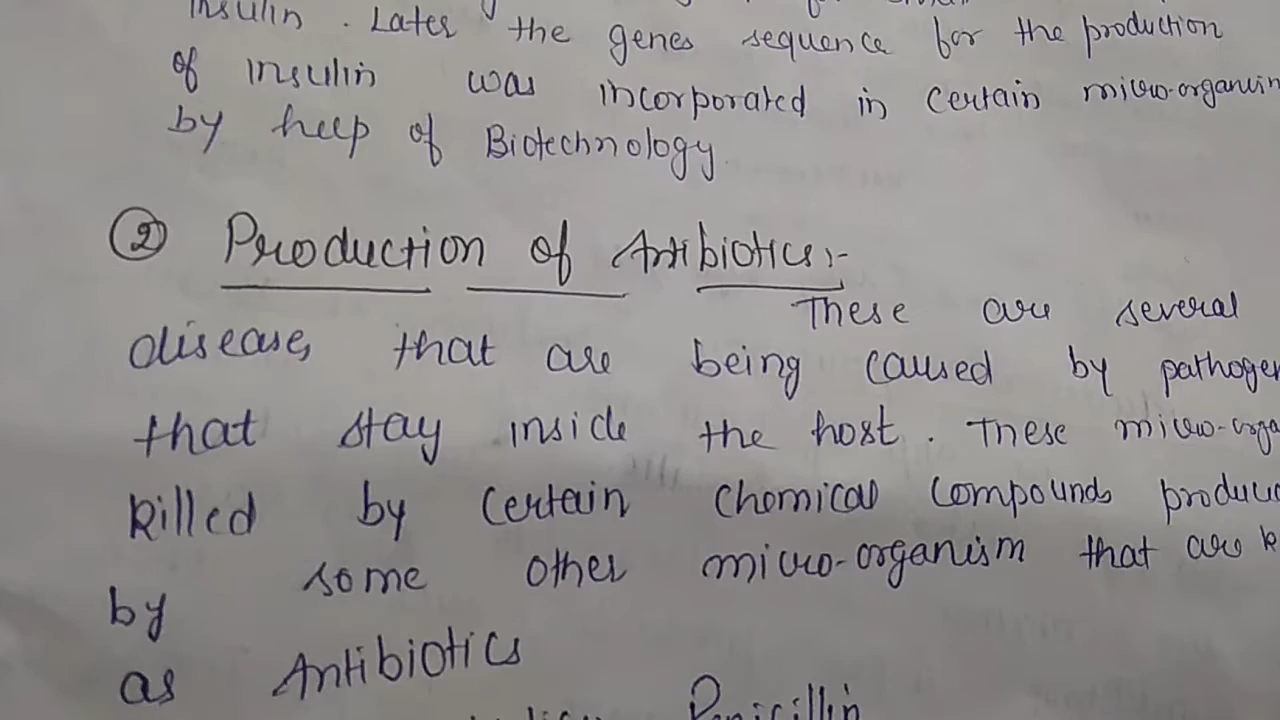 Insulin. Later the genes sequence for the production
of insulin was incorporated in certain micro-organism
by heep of Biotechnology.
② Production of Antibiotics :-
These are several
disease, that are being caused by pathogen
that stay inside the host. These micro-orga
killed by certain chemical compounds produce
by some other micro-organism that are k
as Antibiotics
Penicillin